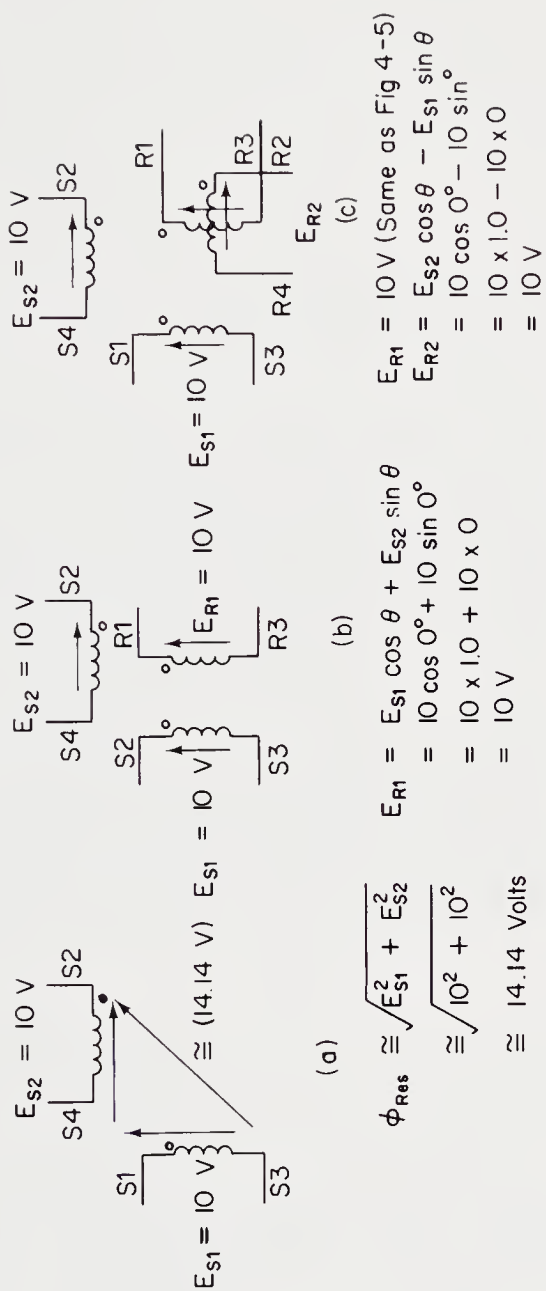 E_S2 = 10 V
S4
S2
S1
E_S1 = 10 V
S3
≅ (14.14 V)
(a)
ϕ_Res ≅ √(E²_S1 + E²_S2)
≅ √(10² + 10²)
≅ 14.14 Volts
E_S2 = 10 V
S4
S2
S2
R1
E_S1 = 10 V
E_R1 = 10 V
S3
R3
(b)
E_R1 = E_S1 cos θ + E_S2 sin θ
= 10 cos 0° + 10 sin 0°
= 10 x 1.0 + 10 x 0
= 10 V
E_S2 = 10 V
S4
S2
S1
R1
E_S1 = 10 V
R3
S3
R4
R2
E_R2
(c)
E_R1 = 10 V (Same as Fig 4-5)
E_R2 = E_S2 cos θ − E_S1 sin θ
= 10 cos 0° − 10 sin°
= 10 x 1.0 − 10 x 0
= 10 V